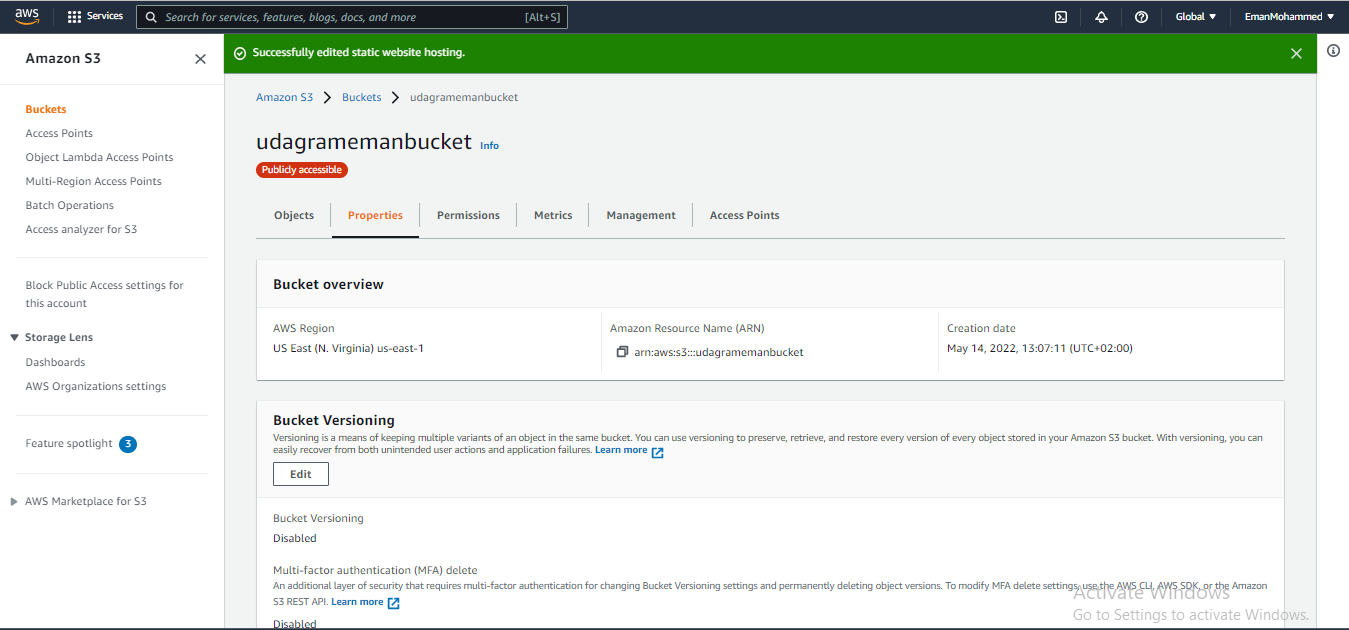 aws
Services
Search for services, features, blogs, docs, and more [Alt+S]
Global ▼
EmanMohammed ▼
Amazon S3
Buckets
Access Points
Object Lambda Access Points
Multi-Region Access Points
Batch Operations
Access analyzer for S3
Block Public Access settings for
this account
Storage Lens
Dashboards
AWS Organizations settings
Feature spotlight 3
AWS Marketplace for S3
Successfully edited static website hosting.
Amazon S3 > Buckets > udagramemanbucket
udagramemanbucket Info
Publicly accessible
Objects Properties Permissions Metrics Management Access Points
Bucket overview
AWS Region
US East (N. Virginia) us-east-1
Amazon Resource Name (ARN)
arn:aws:s3:::udagramemanbucket
Creation date
May 14, 2022, 13:07:11 (UTC+02:00)
Bucket Versioning
Versioning is a means of keeping multiple variants of an object in the same bucket. You can use versioning to preserve, retrieve, and restore every version of every object stored in your Amazon S3 bucket. With versioning, you can
easily recover from both unintended user actions and application failures. Learn more
Edit
Bucket Versioning
Disabled
Multi-factor authentication (MFA) delete
An additional layer of security that requires multi-factor authentication for changing Bucket Versioning settings and permanently deleting object versions. To modify MFA delete settings, use the AWS CLI, AWS SDK, or the Amazon
S3 REST API. Learn more
Disabled
Activate Windows
Go to Settings to activate Windows.